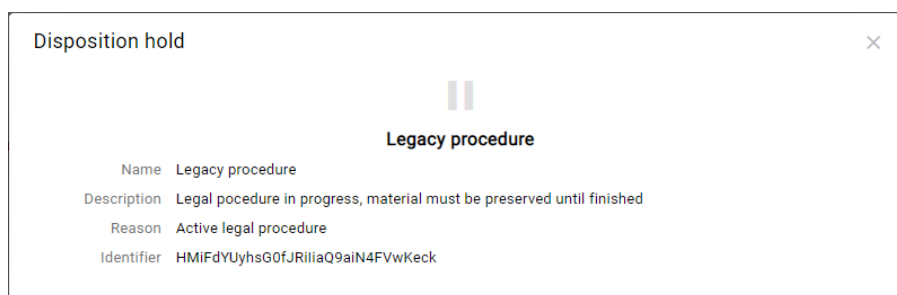 Disposition hold
Legacy procedure
Name Legacy procedure
Description Legal pocedure in progress, material must be preserved until finished
Reason Active legal procedure
Identifier HMiFdYUyhsG0fJRiIiaQ9aiN4FVwKeck